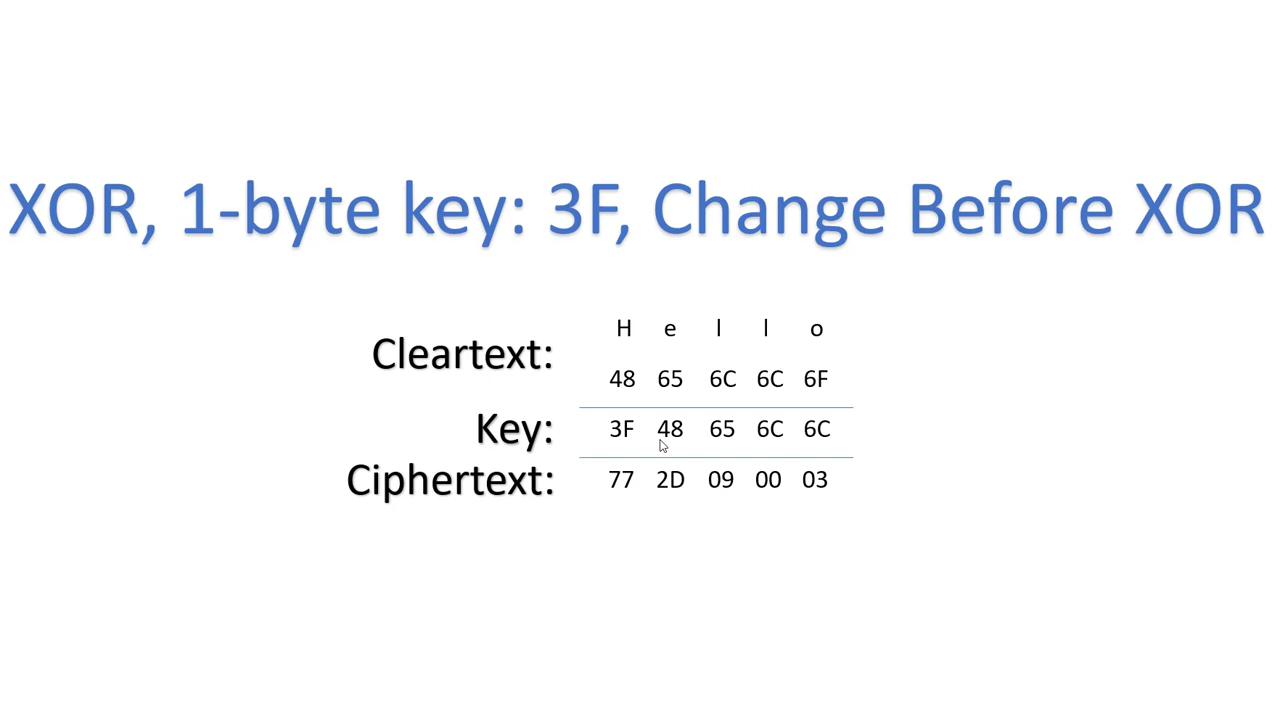 XOR, 1-byte key: 3F, Change Before XOR
H e l l o
Cleartext:
48 65 6C 6C 6F
Key: 3F 48 65 6C 6C
Ciphertext: 77 2D 09 00 03